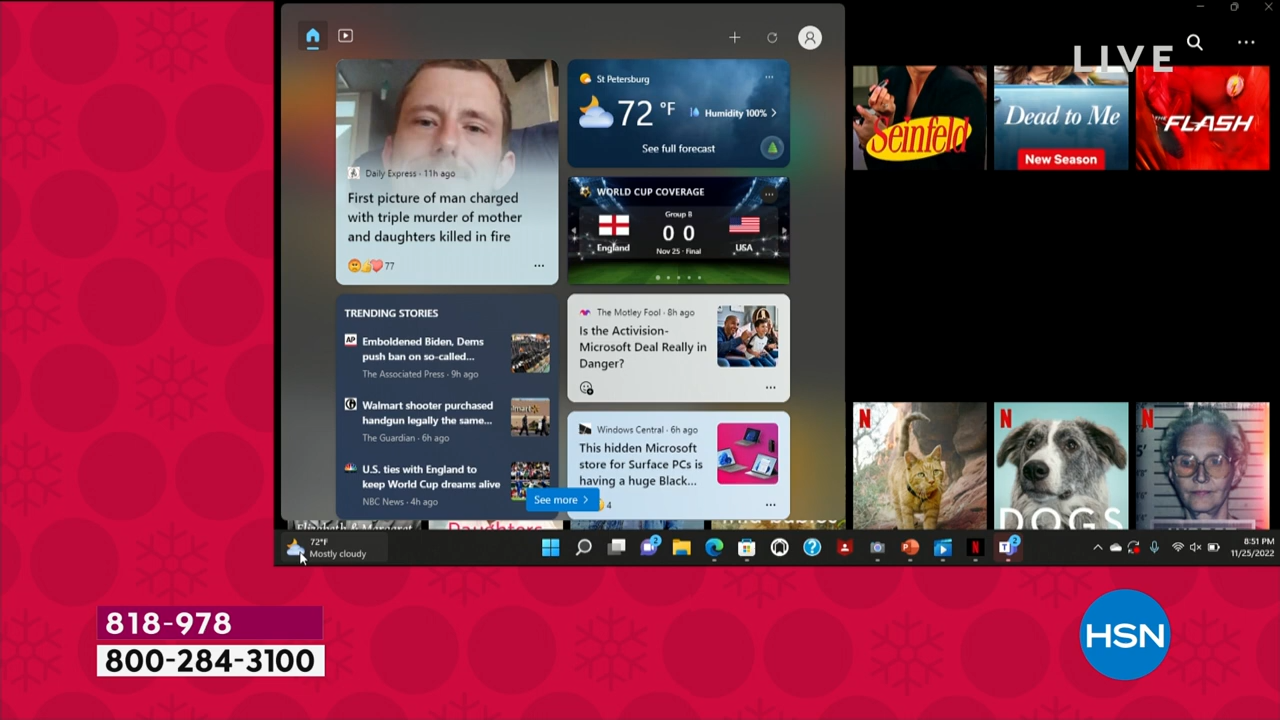 LIVE
St Petersburg
72 °F
Humidity 100%
See full forecast
Daily Express · 11h ago
First picture of man charged
with triple murder of mother
and daughters killed in fire
77
WORLD CUP COVERAGE
Group B
England
0 0
USA
Nov 25 · Final
TRENDING STORIES
AP
Emboldened Biden, Dems
push ban on so-called...
The Associated Press · 9h ago
Walmart shooter purchased
handgun legally the same...
The Guardian · 6h ago
U.S. ties with England to
keep World Cup dreams alive
NBC News · 4h ago
The Motley Fool · 8h ago
Is the Activision-
Microsoft Deal Really in
Danger?
Windows Central · 6h ago
This hidden Microsoft
store for Surface PCs is
having a huge Black...
4
See more
Seinfeld
Dead to Me
New Season
THE
FLASH
N
N
DOGS
N
Elizabeth & Margaret
Daughters
72°F
Mostly cloudy
2
2
8:51 PM
11/25/2022
818-978
800-284-3100
HSN